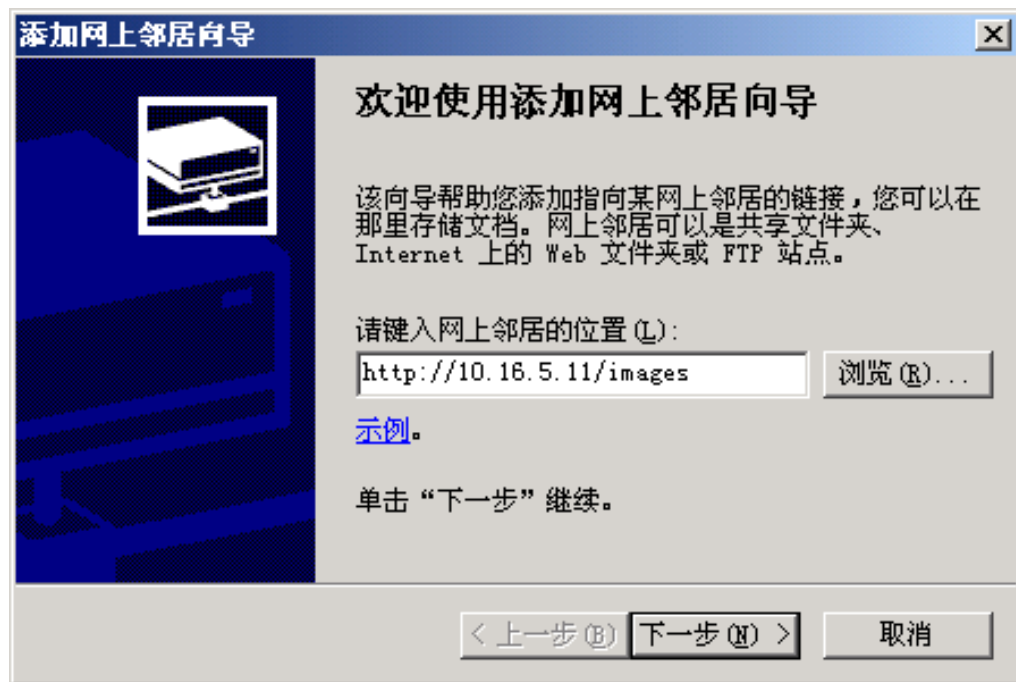 添加网上邻居向导
欢迎使用添加网上邻居向导
该向导帮助您添加指向某网上邻居的链接，您可以在
那里存储文档。网上邻居可以是共享文件夹、
Internet 上的 Web 文件夹或 FTP 站点。
请键入网上邻居的位置(L):
http://10.16.5.11/images
浏览(R)...
示例。
单击“下一步”继续。
< 上一步(B) 下一步(N) > 取消